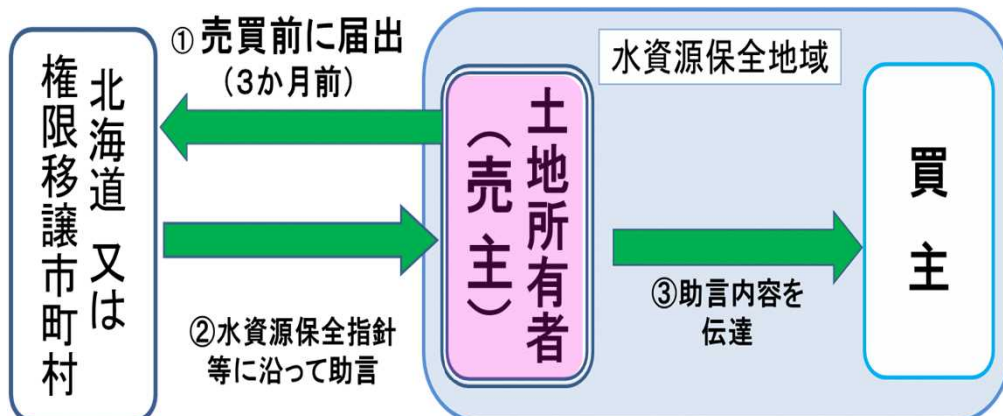 北海道 又は
権限移譲市町村
① 売買前に届出
（３か月前）
②水資源保全指針
等に沿って助言
水資源保全地域
土地所有者
（売 主）
③助言内容を
伝達
買 主